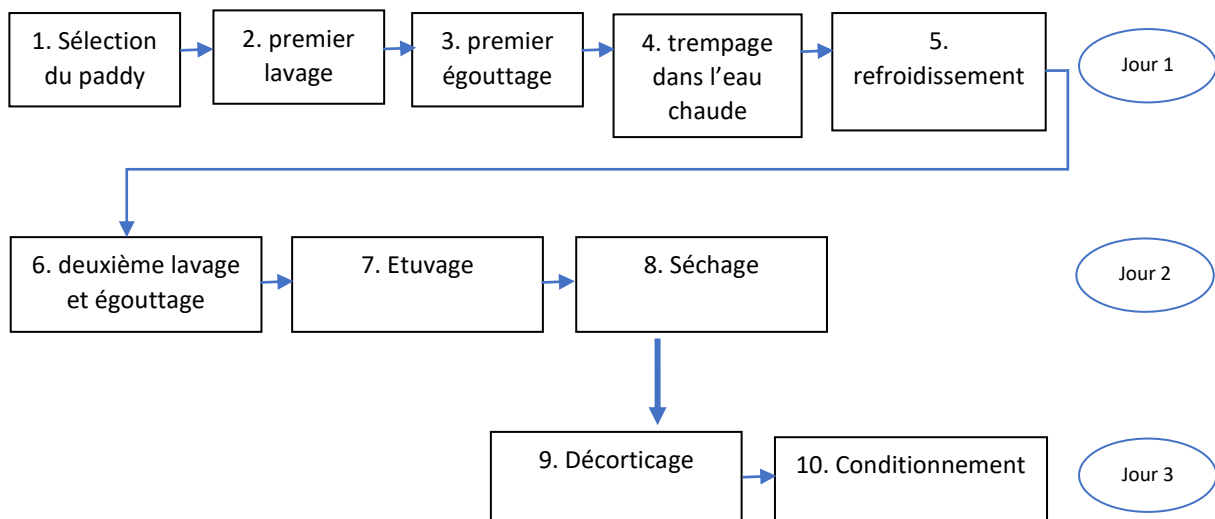 1. Sélection
du paddy
2. premier
lavage
3. premier
égouttage
4. trempage
dans l’eau
chaude
5.
refroidissement
Jour 1
6. deuxième lavage
et égouttage
7. Etuvage
8. Séchage
Jour 2
9. Décorticage
10. Conditionnement
Jour 3